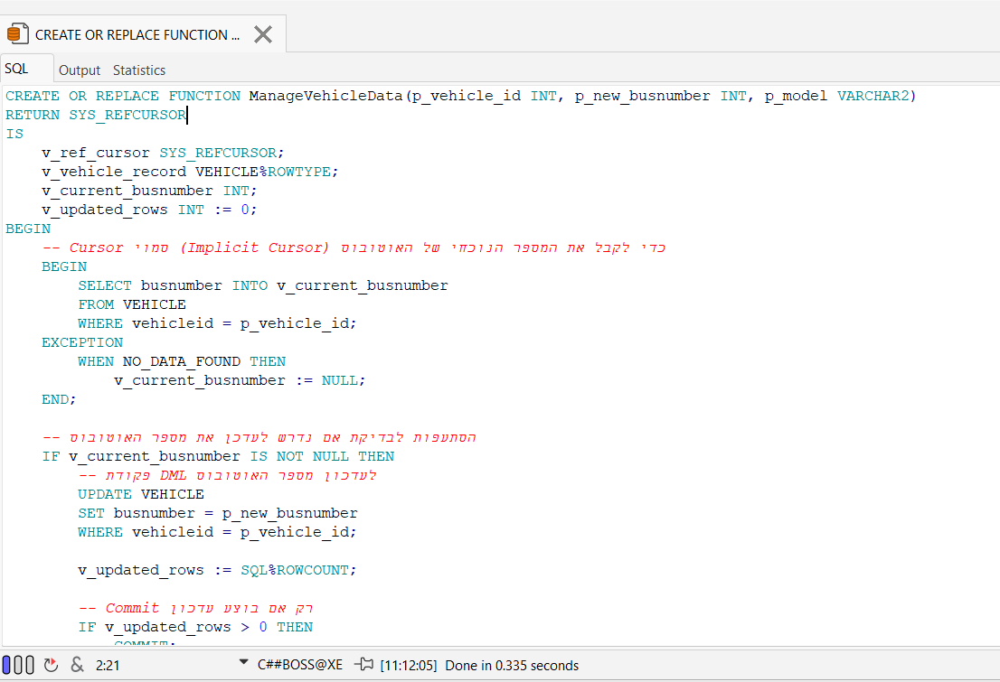 CREATE OR REPLACE FUNCTION ...
SQL
Output
Statistics
CREATE OR REPLACE FUNCTION ManageVehicleData(p_vehicle_id INT, p_new_busnumber INT, p_model VARCHAR2)
RETURN SYS_REFCURSOR
IS
    v_ref_cursor SYS_REFCURSOR;
    v_vehicle_record VEHICLE%ROWTYPE;
    v_current_busnumber INT;
    v_updated_rows INT := 0;
BEGIN
    -- Cursor סמוי (Implicit Cursor) כדי לקבל את המספר הנוכחי של האוטובוס
    BEGIN
        SELECT busnumber INTO v_current_busnumber
        FROM VEHICLE
        WHERE vehicleid = p_vehicle_id;
    EXCEPTION
        WHEN NO_DATA_FOUND THEN
            v_current_busnumber := NULL;
    END;
    -- הסתעפות לבדיקת אם נדרש לעדכן את מספר האוטובוס
    IF v_current_busnumber IS NOT NULL THEN
        -- פקודת DML לעדכון מספר האוטובוס
        UPDATE VEHICLE
        SET busnumber = p_new_busnumber
        WHERE vehicleid = p_vehicle_id;
        v_updated_rows := SQL%ROWCOUNT;
        -- Commit רק אם בוצע עדכון
        IF v_updated_rows > 0 THEN
            COMMIT;
& 2:21
C##BOSS@XE
[11:12:05] Done in 0.335 seconds